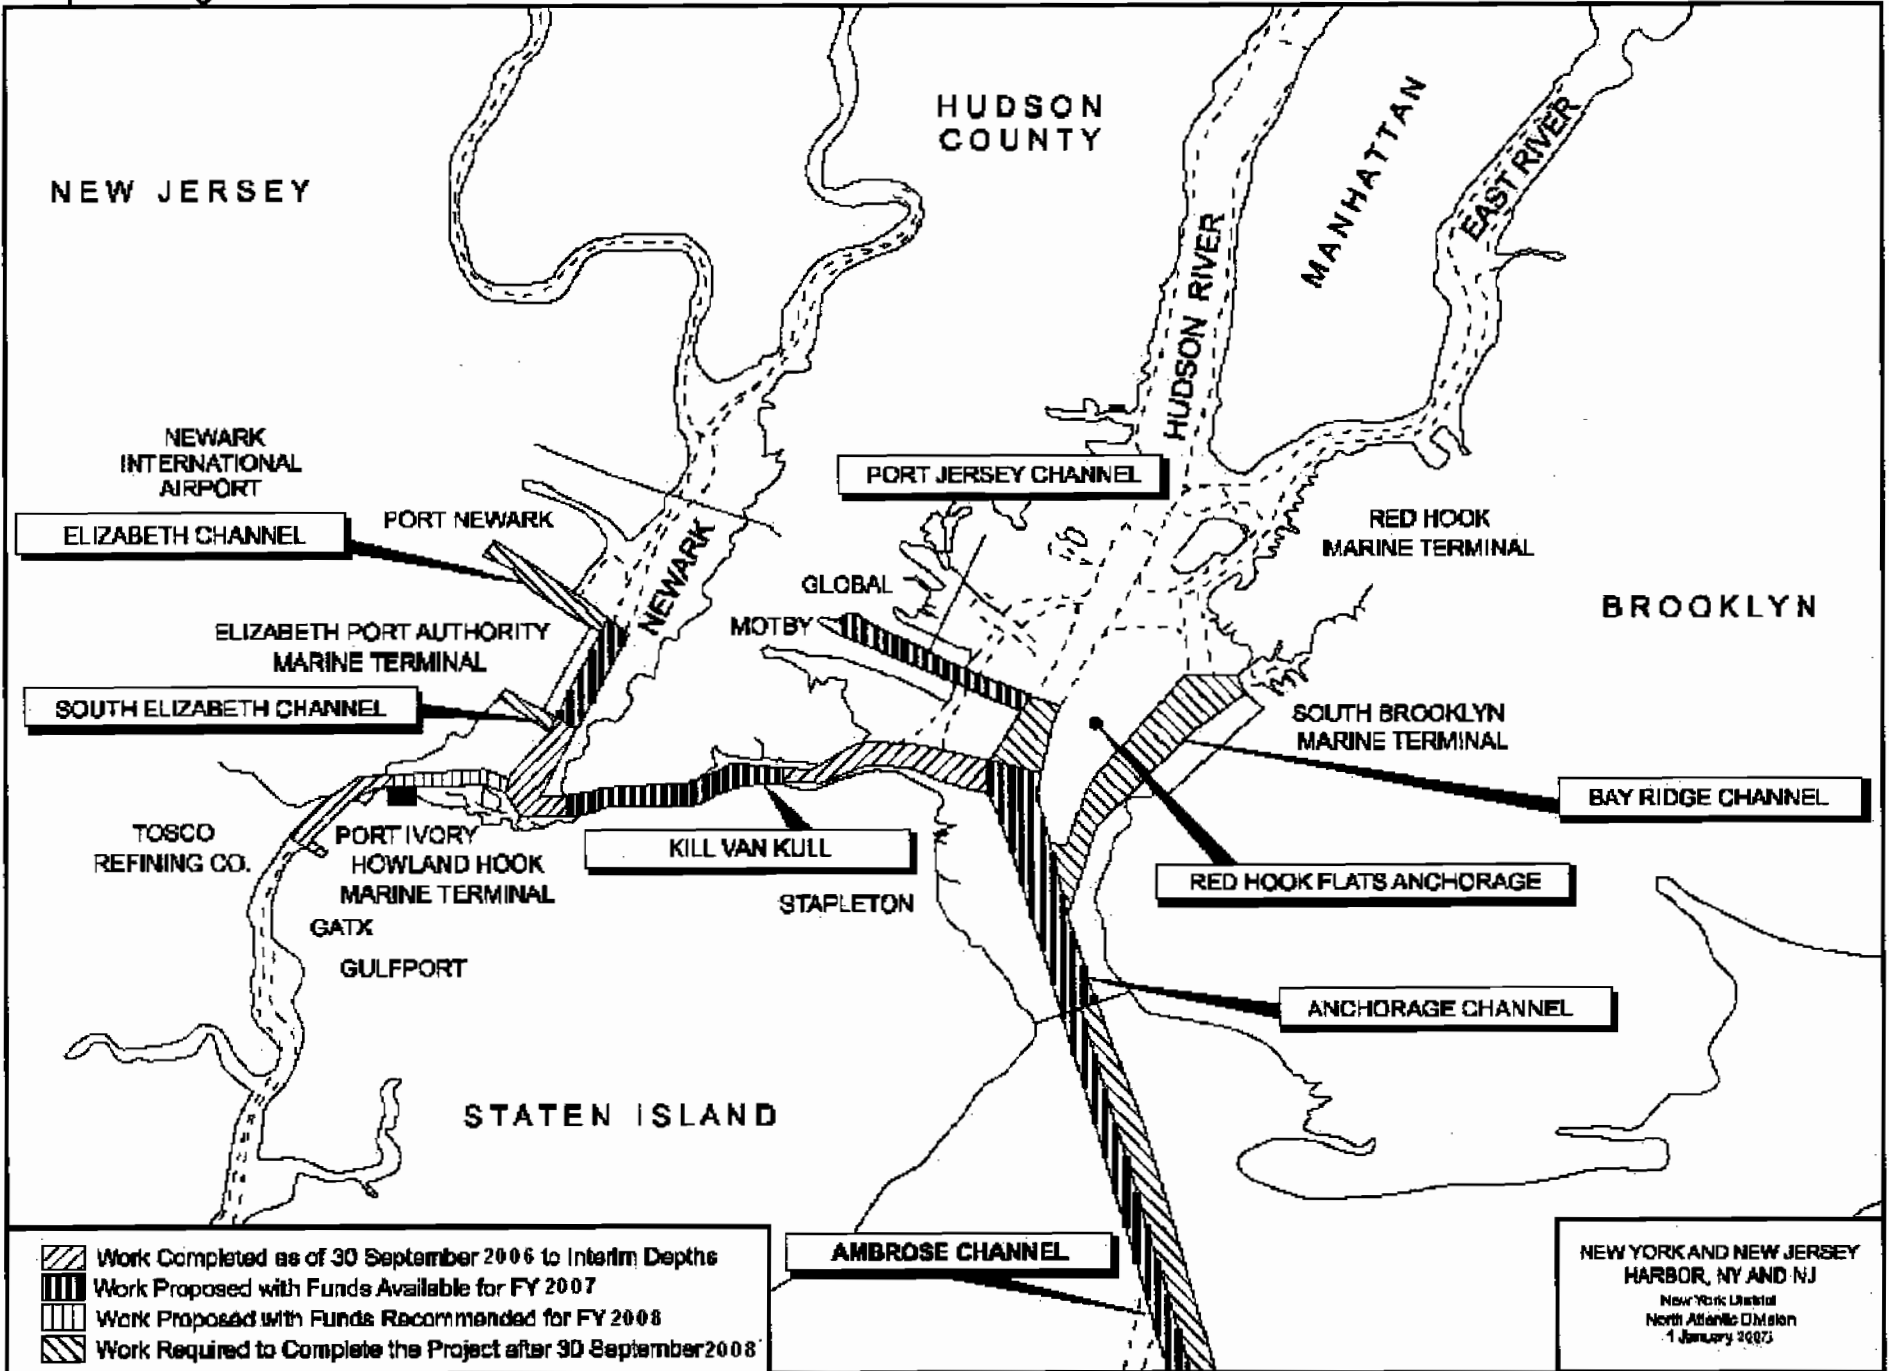 HUDSON
COUNTY
NEW JERSEY
MANHATTAN
EAST RIVER
HUDSON RIVER
NEWARK
INTERNATIONAL
AIRPORT
PORT JERSEY CHANNEL
ELIZABETH CHANNEL
PORT NEWARK
NEWARK
RED HOOK
MARINE TERMINAL
GLOBAL
MOTBY
BROOKLYN
ELIZABETH PORT AUTHORITY
MARINE TERMINAL
SOUTH ELIZABETH CHANNEL
SOUTH BROOKLYN
MARINE TERMINAL
BAY RIDGE CHANNEL
TOSCO
REFINING CO.
PORT IVORY
HOWLAND HOOK
MARINE TERMINAL
KILL VAN KULL
RED HOOK FLATS ANCHORAGE
STAPLETON
GATX
GULFPORT
ANCHORAGE CHANNEL
STATEN ISLAND
AMBROSE CHANNEL
Work Completed as of 30 September 2006 to Interim Depths
Work Proposed with Funds Available for FY 2007
Work Proposed with Funds Recommended for FY 2008
Work Required to Complete the Project after 30 September 2008
NEW YORK AND NEW JERSEY
HARBOR, NY AND NJ
New York District
North Atlantic Division
1 January 2007